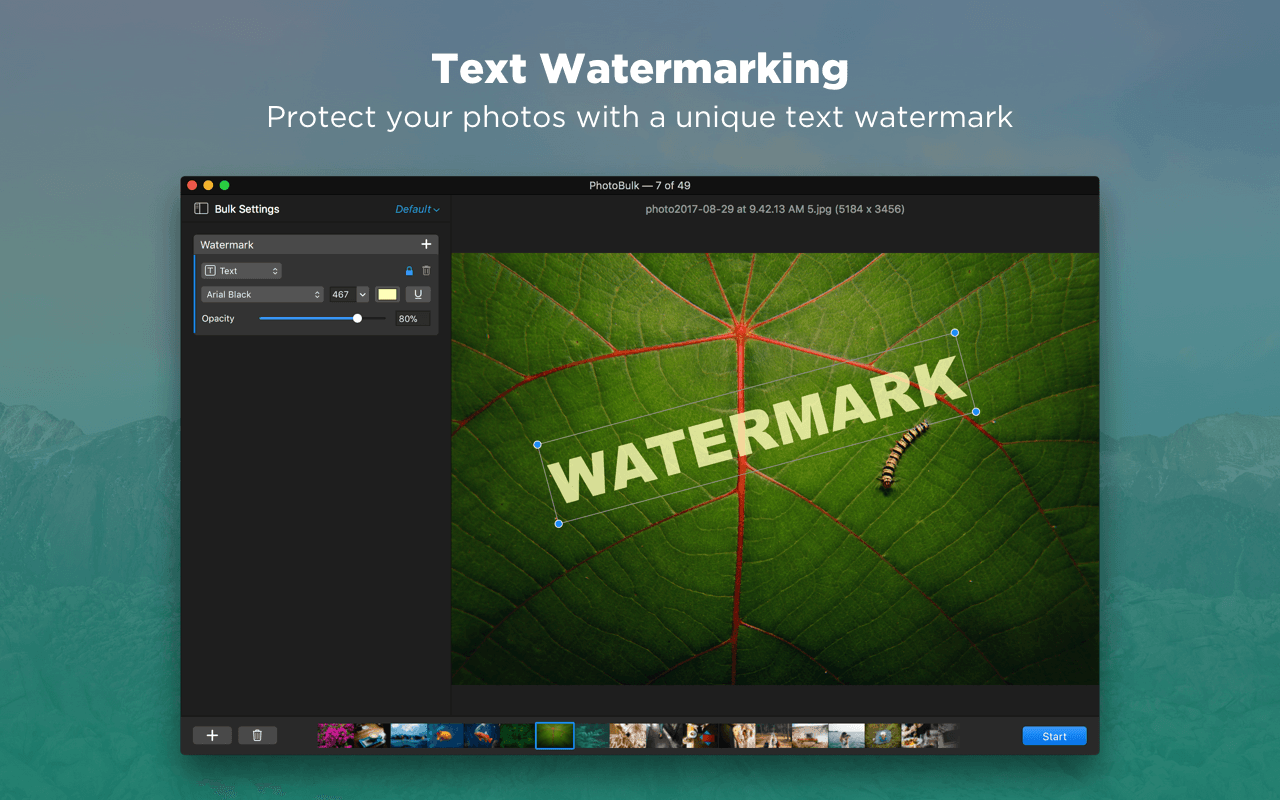 Text Watermarking
Protect your photos with a unique text watermark
PhotoBulk — 7 of 49
Bulk Settings
Default
photo2017-08-29 at 9.42.13 AM 5.jpg (5184 x 3456)
Watermark
T Text
Arial Black 467 U
Opacity 80%
WATERMARK
Start